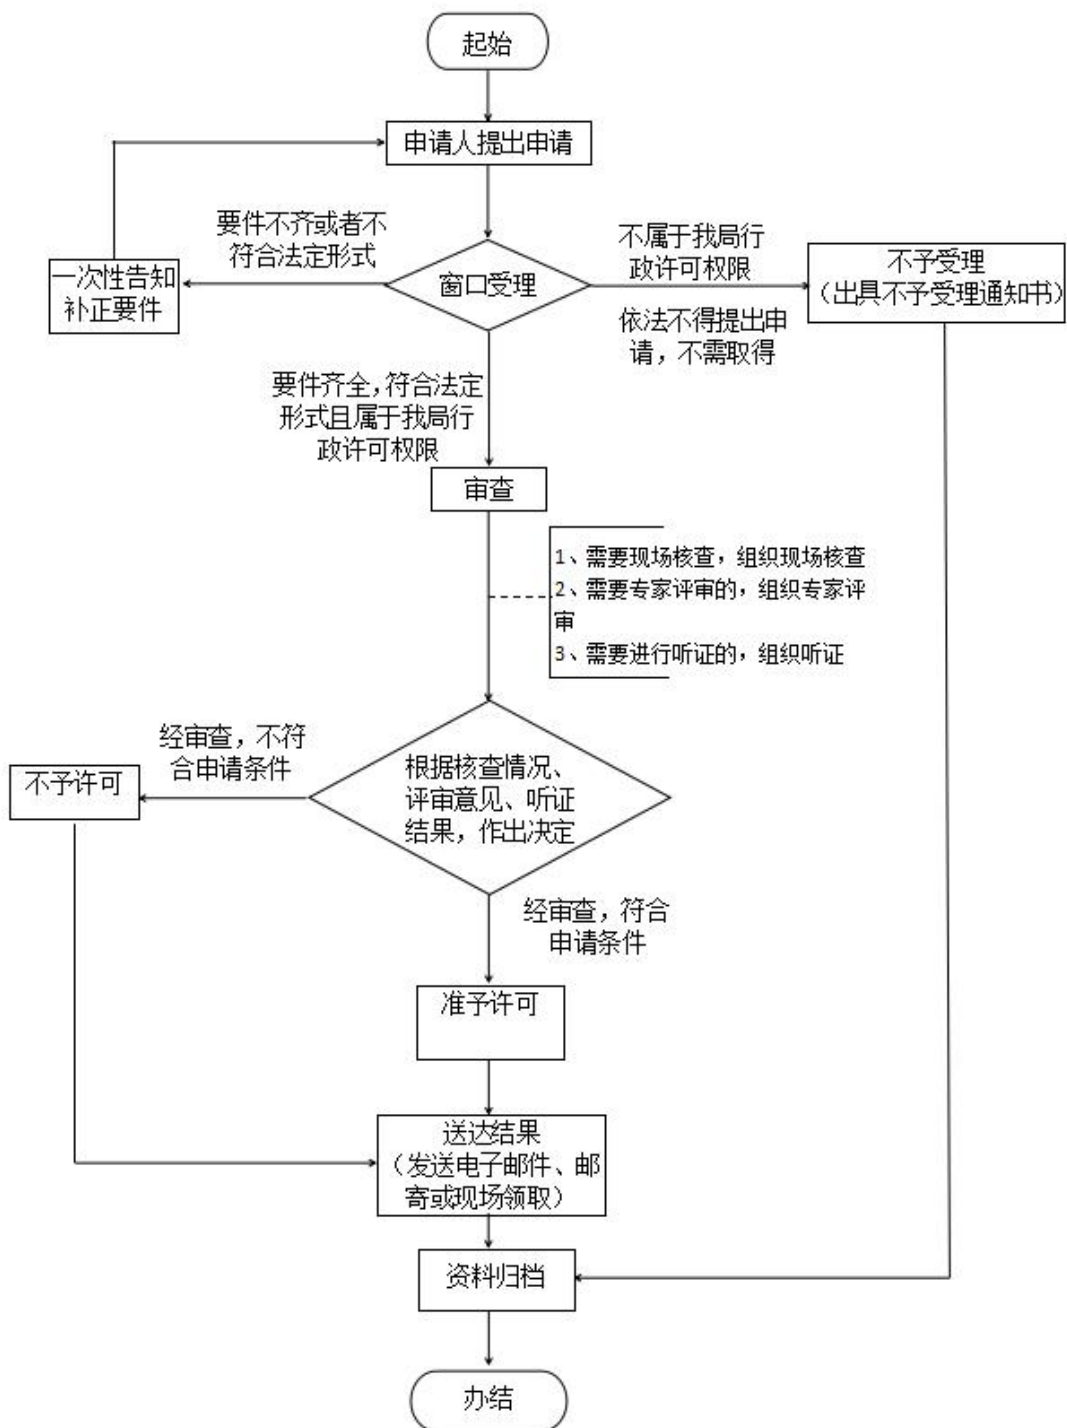 起始
申请人提出申请
要件不齐或者不
符合法定形式
一次性告知
补正要件
窗口受理
不属于我局行
政许可权限
依法不得提出申
请，不需取得
不予受理
（出具不予受理通知书）
要件齐全，符合法定
形式且属于我局行
政许可权限
审查
1、需要现场核查，组织现场核查
2、需要专家评审的，组织专家评
审
3、需要进行听证的，组织听证
经审查，不符
合申请条件
不予许可
根据核查情况、
评审意见、听证
结果，作出决定
经审查，符合
申请条件
准予许可
送达结果
（发送电子邮件、邮
寄或现场领取）
资料归档
办结